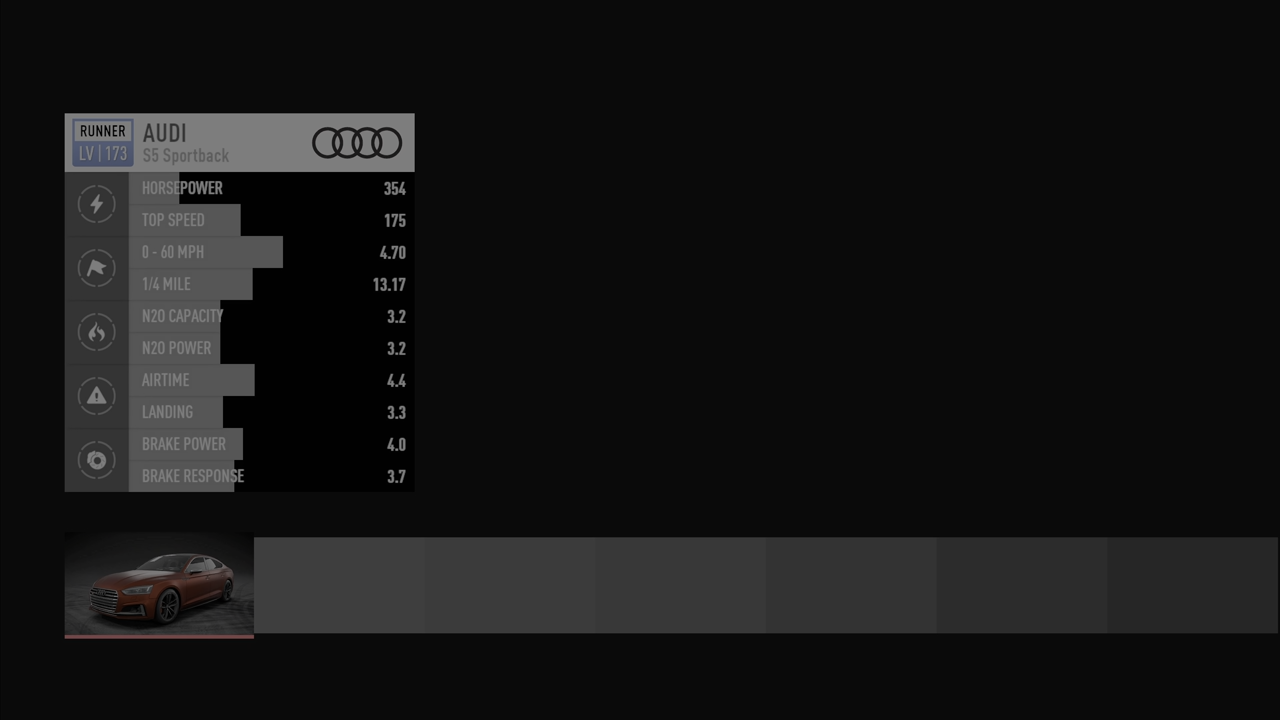 RUNNER
LV | 173
AUDI
S5 Sportback
HORSEPOWER 354
TOP SPEED 175
0 - 60 MPH 4.70
1/4 MILE 13.17
N2O CAPACITY 3.2
N2O POWER 3.2
AIRTIME 4.4
LANDING 3.3
BRAKE POWER 4.0
BRAKE RESPONSE 3.7